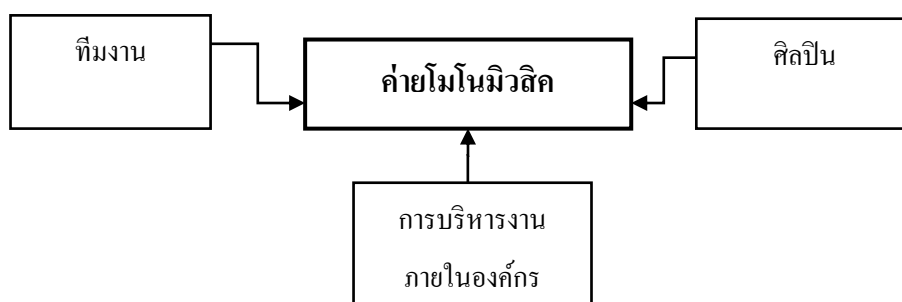 ทีมงาน
ค่ายโมโนมิวสิค
ศิลปิน
การบริหารงาน
ภายในองค์กร